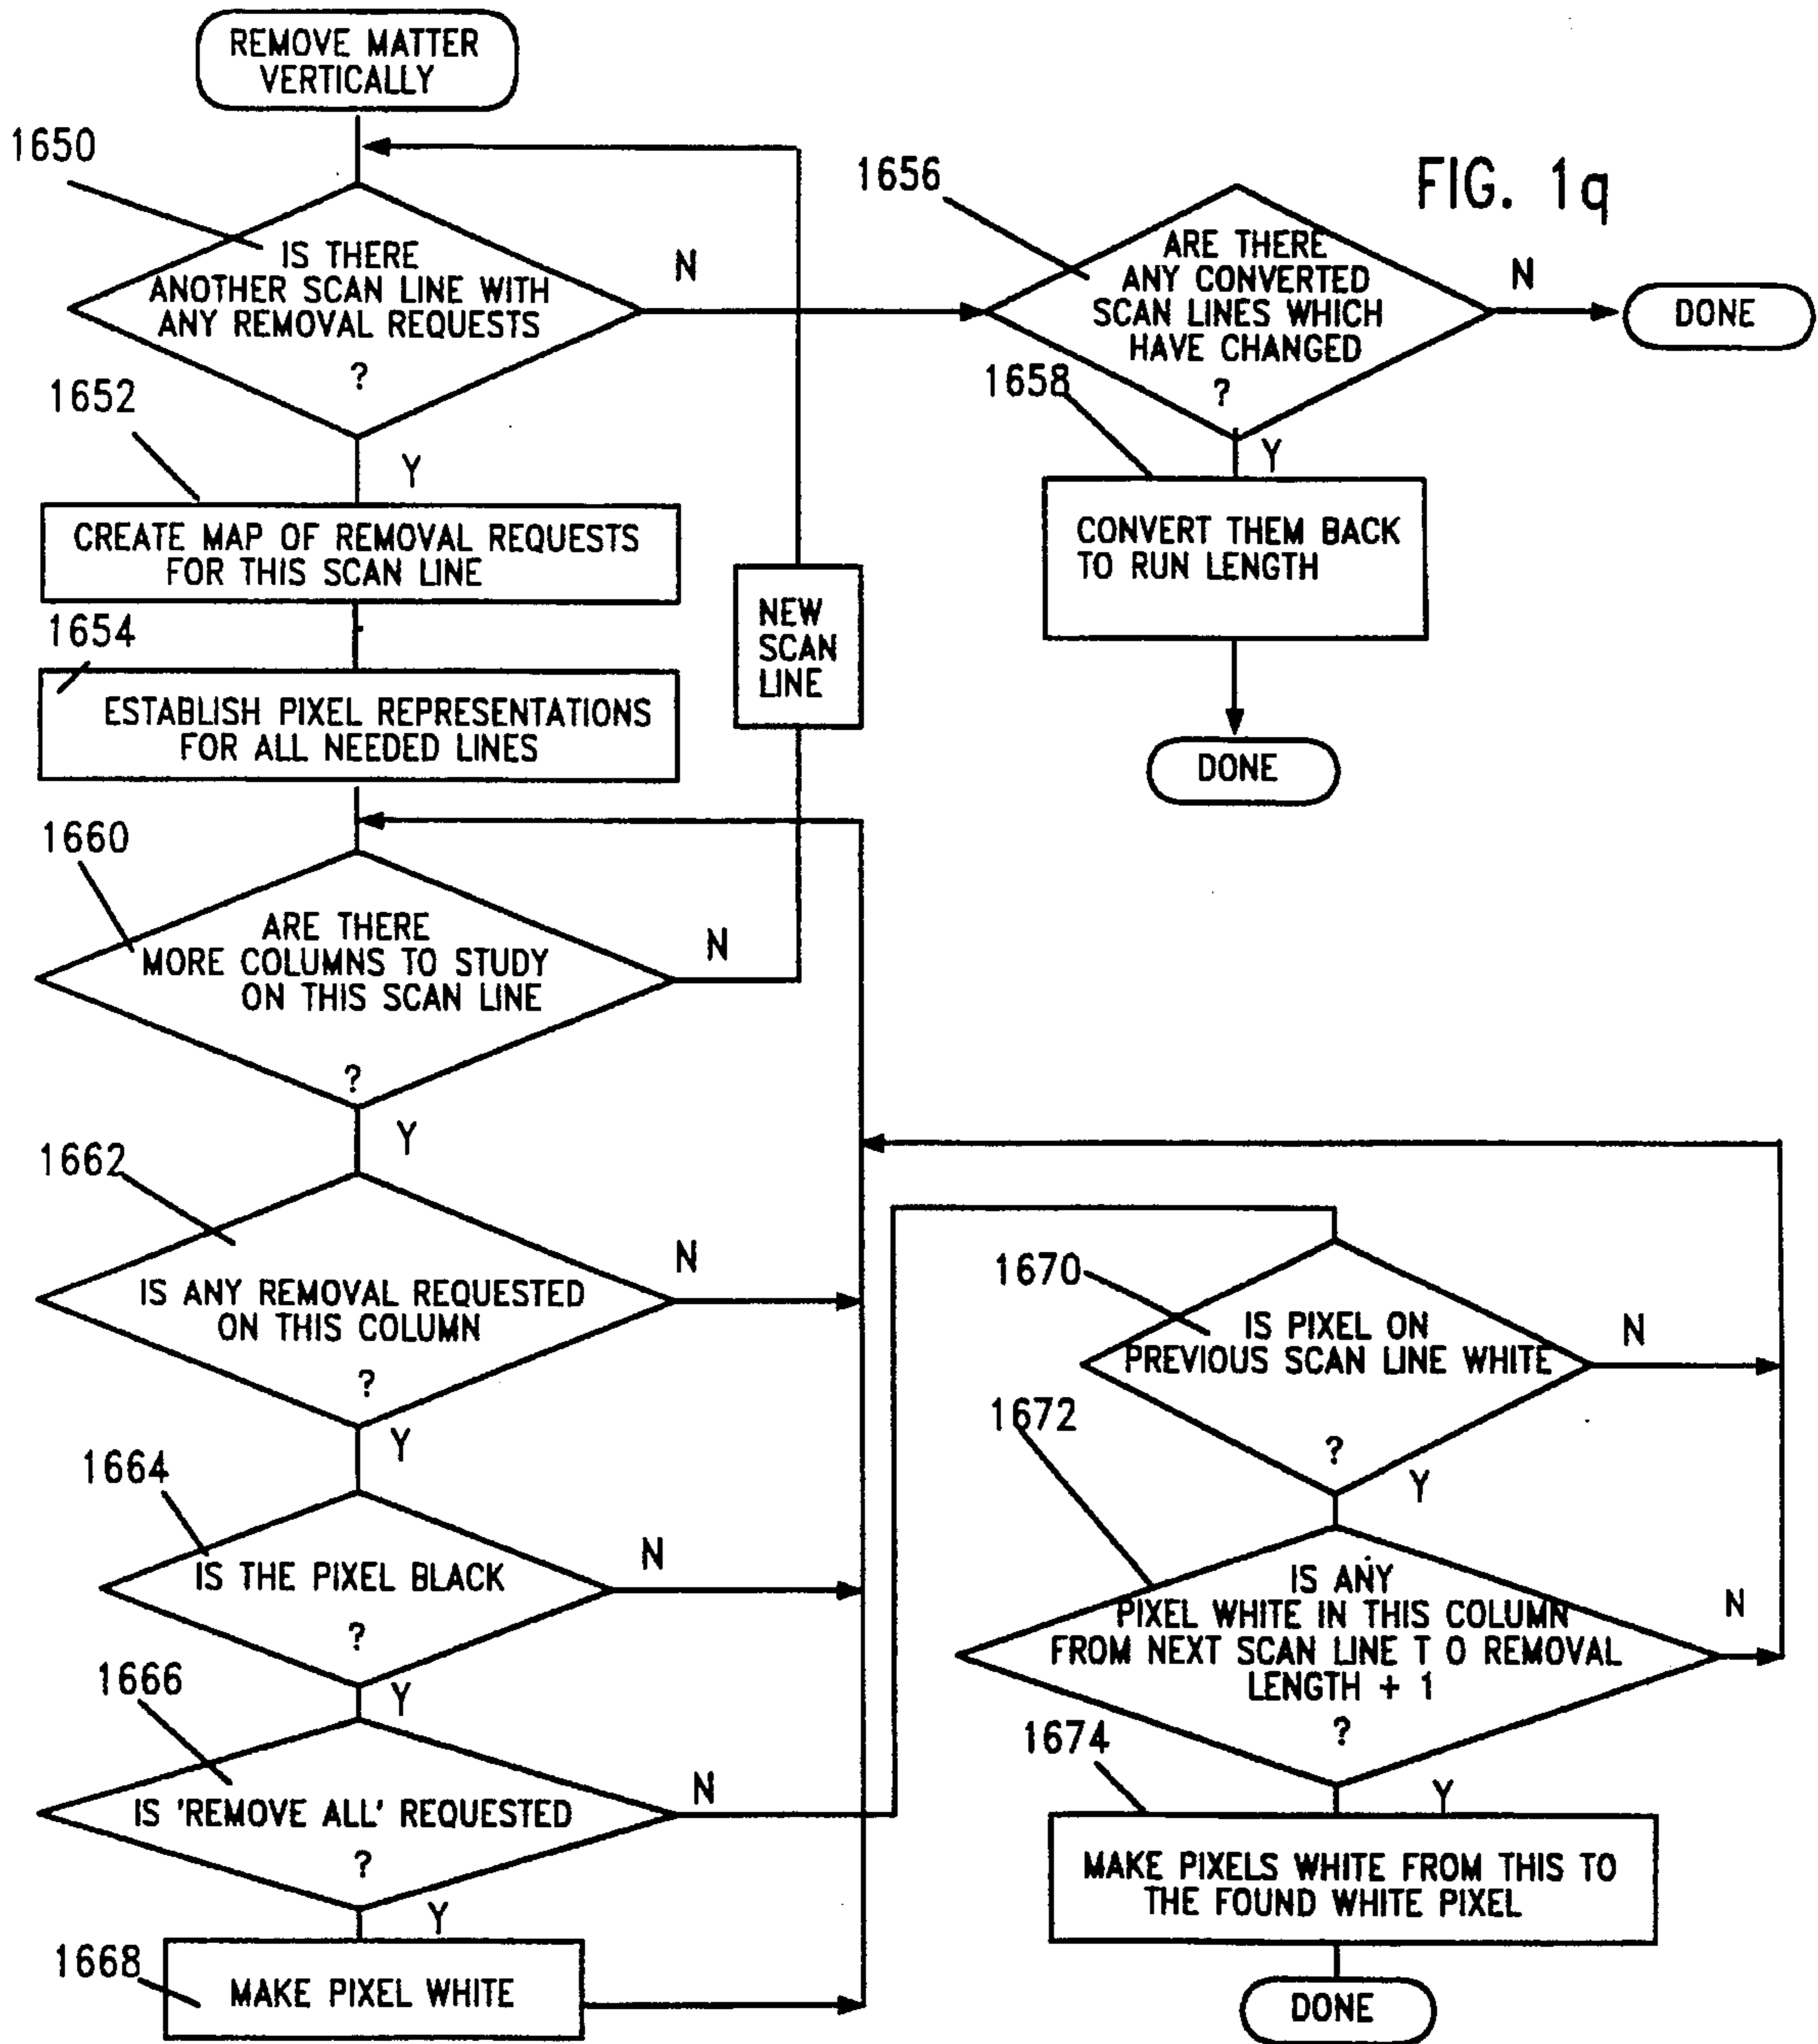 REMOVE MATTER
VERTICALLY
1650
IS THERE
ANOTHER SCAN LINE WITH
ANY REMOVAL REQUESTS
?
N
Y
1652
CREATE MAP OF REMOVAL REQUESTS
FOR THIS SCAN LINE
1654
ESTABLISH PIXEL REPRESENTATIONS
FOR ALL NEEDED LINES
NEW
SCAN
LINE
1656
FIG. 1q
ARE THERE
ANY CONVERTED
SCAN LINES WHICH
HAVE CHANGED
?
N
DONE
1658
Y
CONVERT THEM BACK
TO RUN LENGTH
DONE
1660
ARE THERE
MORE COLUMNS TO STUDY
ON THIS SCAN LINE
?
N
Y
1662
IS ANY REMOVAL REQUESTED
ON THIS COLUMN
?
N
Y
1664
IS THE PIXEL BLACK
?
N
Y
1666
IS 'REMOVE ALL' REQUESTED
?
N
Y
1668
MAKE PIXEL WHITE
1670
IS PIXEL ON
PREVIOUS SCAN LINE WHITE
?
N
Y
1672
IS ANY
PIXEL WHITE IN THIS COLUMN
FROM NEXT SCAN LINE T O REMOVAL
LENGTH + 1
?
N
Y
1674
MAKE PIXELS WHITE FROM THIS TO
THE FOUND WHITE PIXEL
DONE